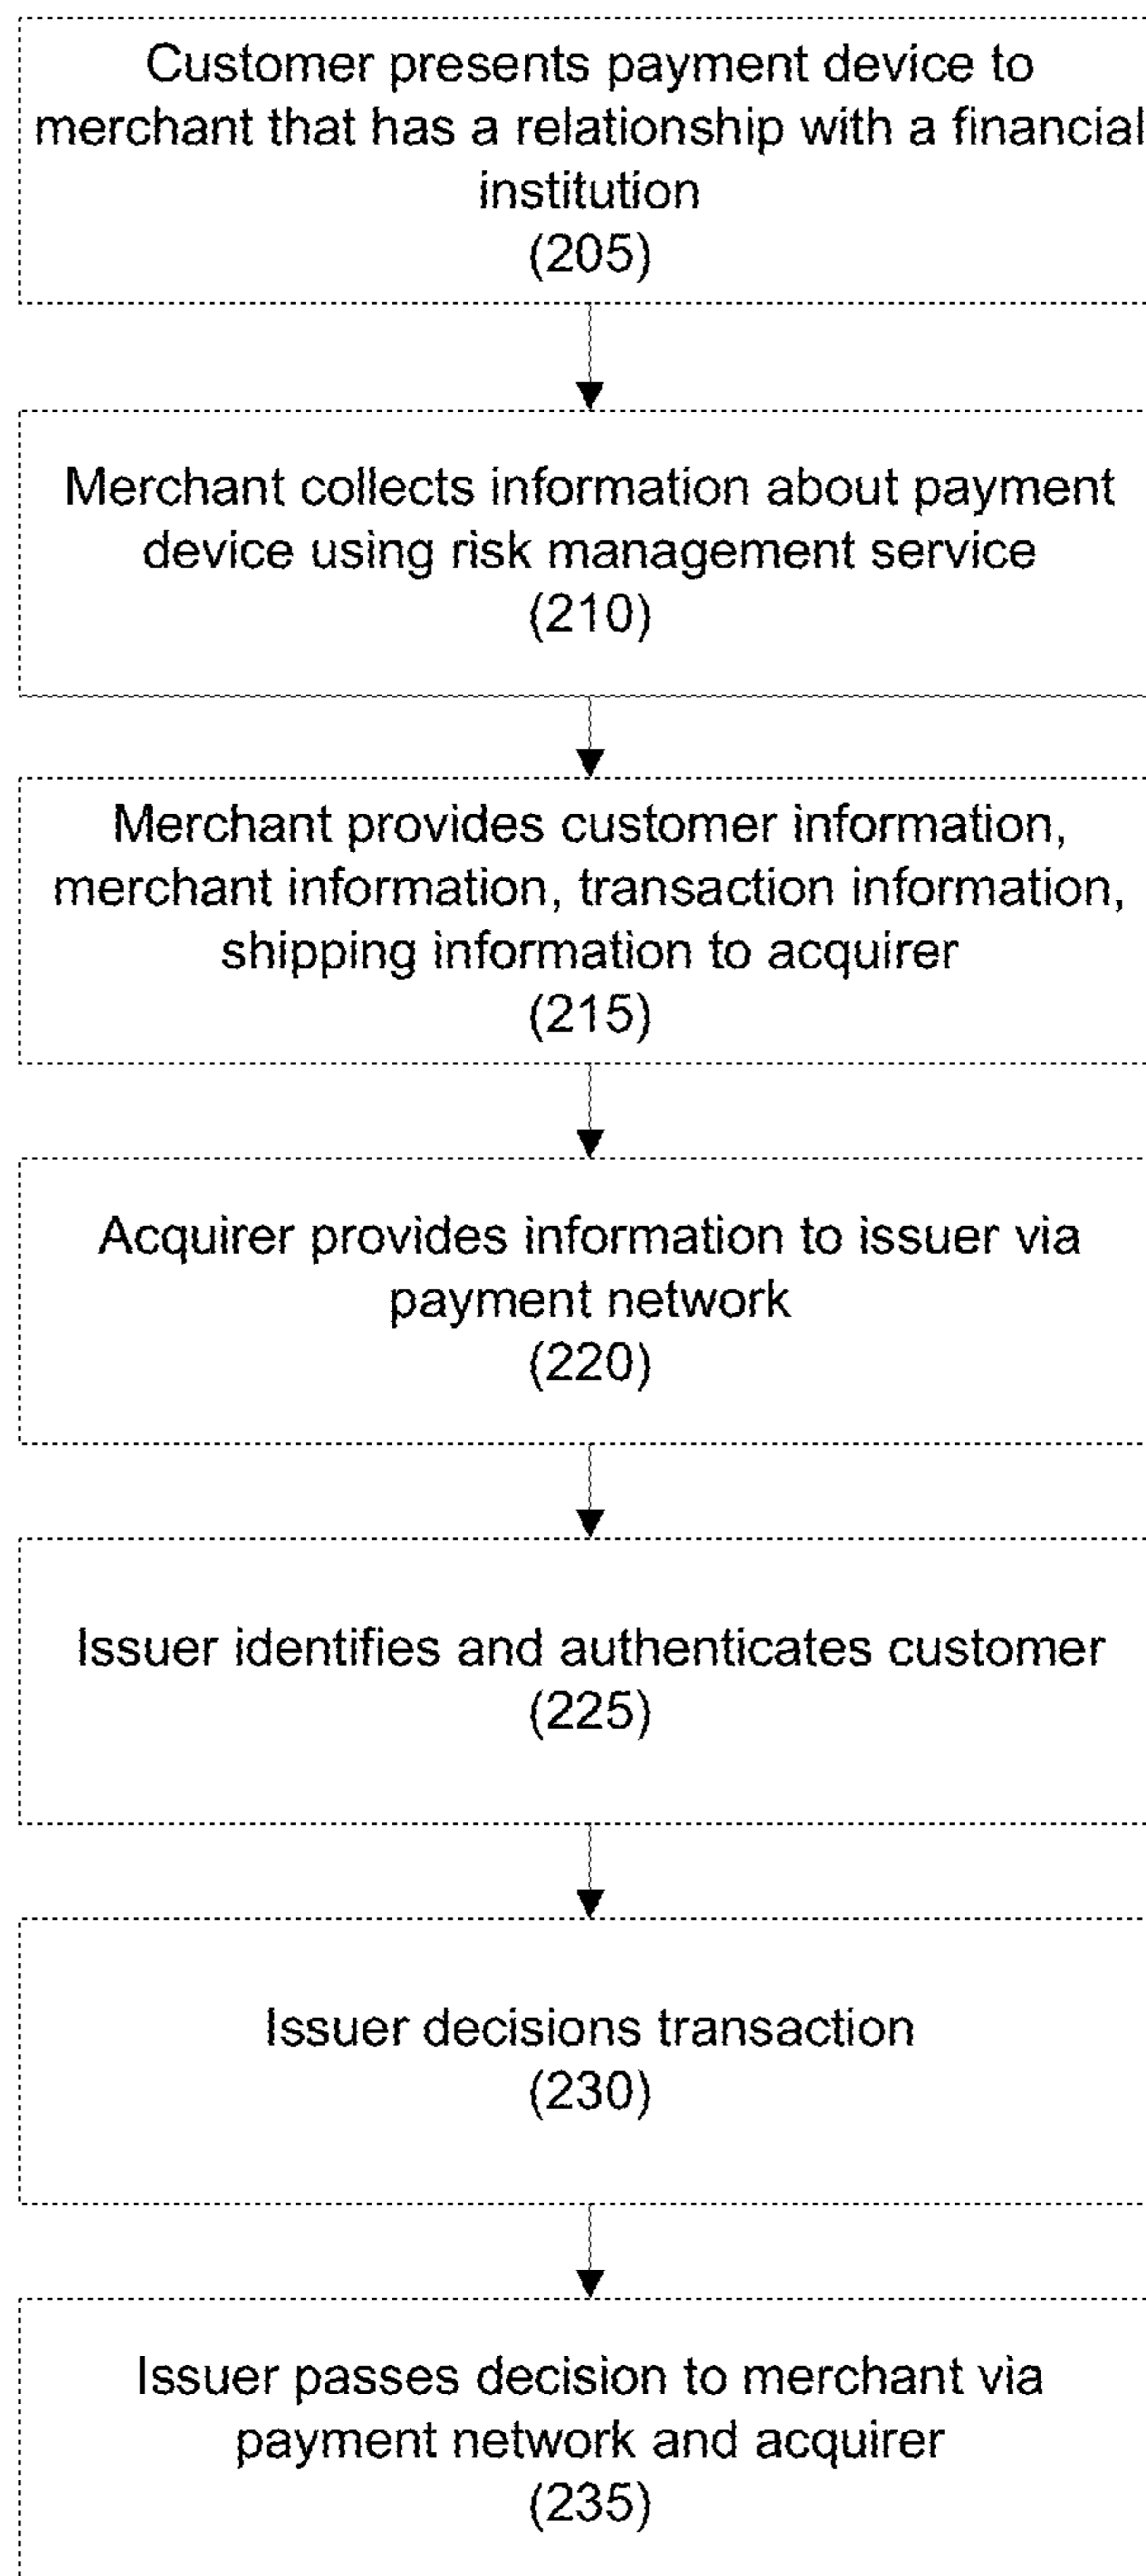 Customer presents payment device to
merchant that has a relationship with a financial
institution
(205)
Merchant collects information about payment
device using risk management service
(210)
Merchant provides customer information,
merchant information, transaction information,
shipping information to acquirer
(215)
Acquirer provides information to issuer via
payment network
(220)
Issuer identifies and authenticates customer
(225)
Issuer decisions transaction
(230)
Issuer passes decision to merchant via
payment network and acquirer
(235)